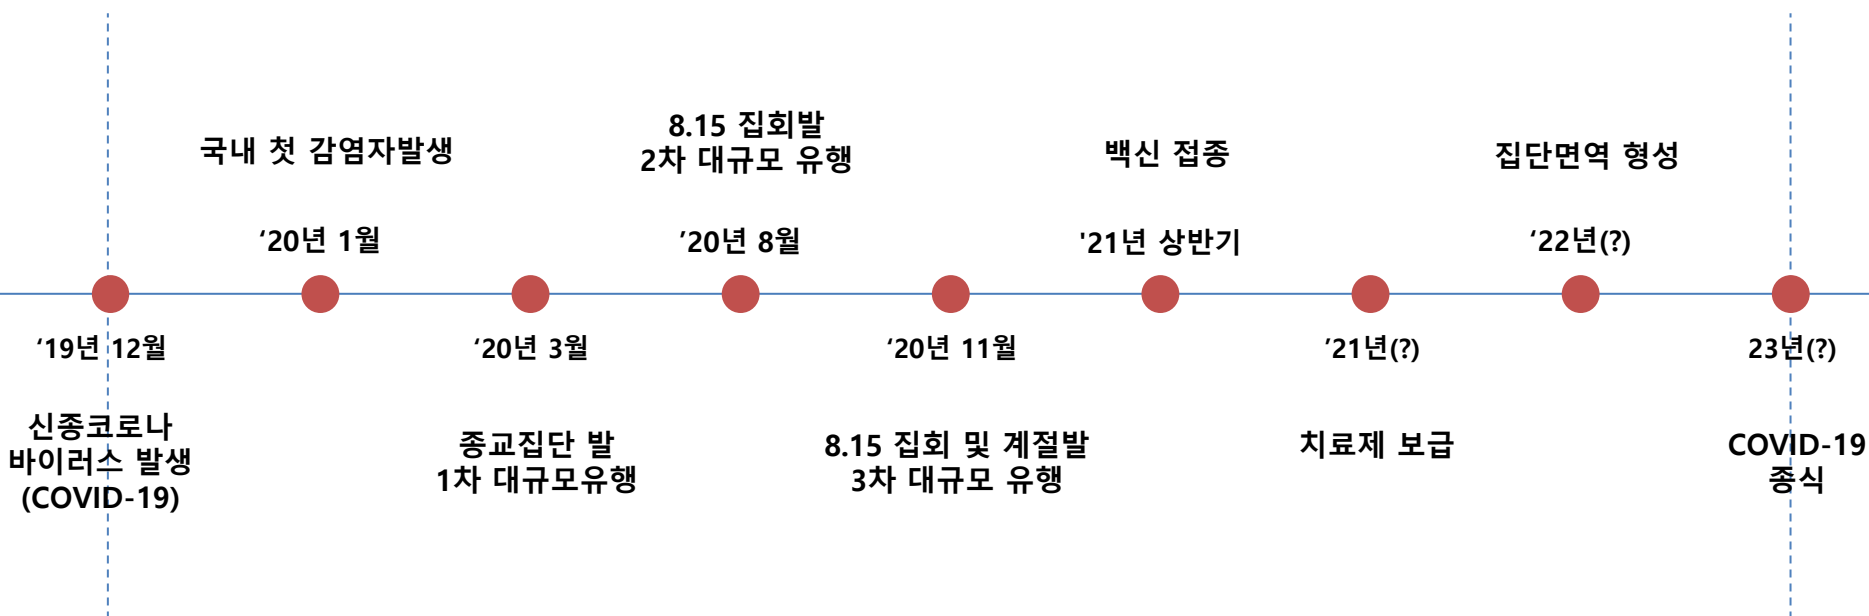 ‘19년 12월
신종코로나
바이러스 발생
(COVID-19)
국내 첫 감염자발생
‘20년 1월
‘20년 3월
종교집단 발
1차 대규모유행
8.15 집회발
2차 대규모 유행
’20년 8월
‘20년 11월
8.15 집회 및 계절발
3차 대규모 유행
백신 접종
'21년 상반기
’21년(?)
치료제 보급
집단면역 형성
‘22년(?)
23년(?)
COVID-19
종식